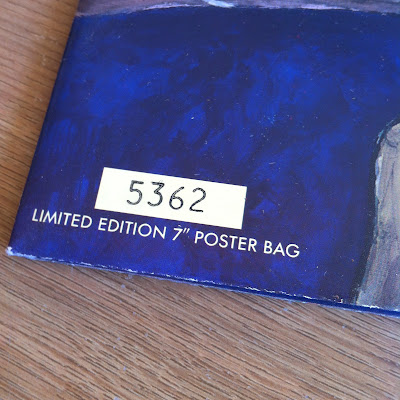 5362
LIMITED EDITION 7" POSTER BAG